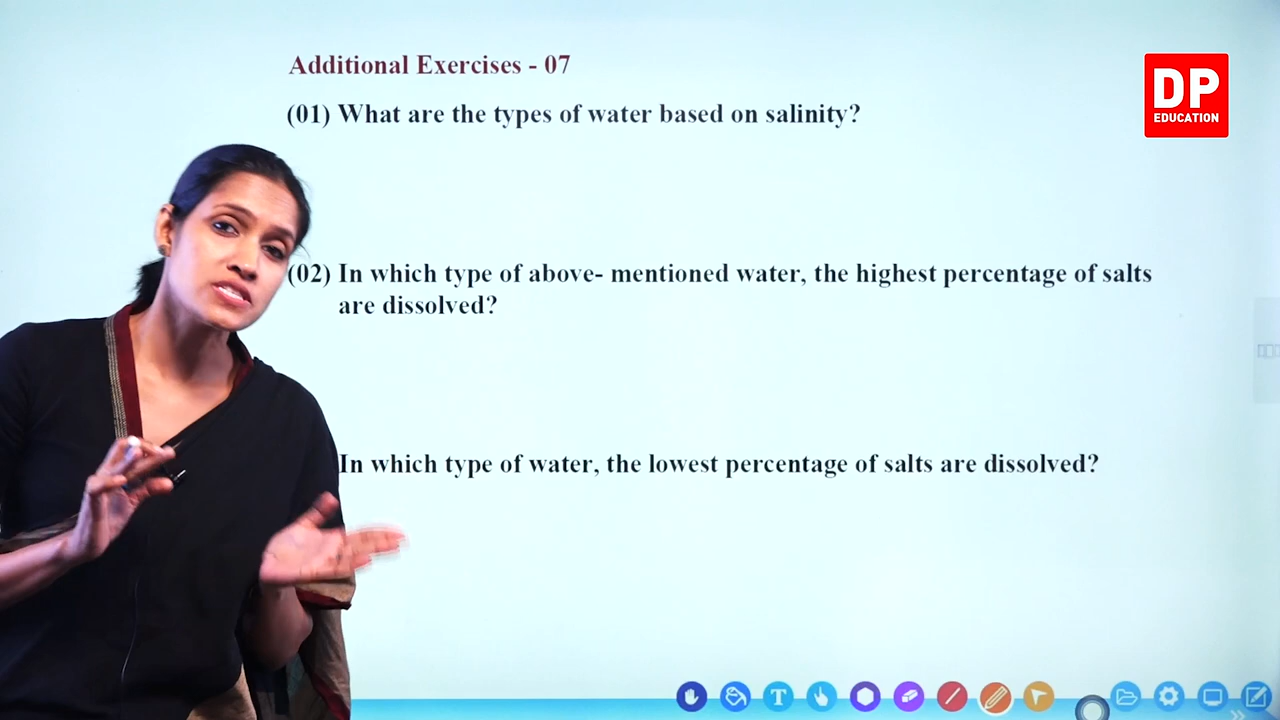 Additional Exercises - 07
(01) What are the types of water based on salinity?
(02) In which type of above- mentioned water, the highest percentage of salts
are dissolved?
In which type of water, the lowest percentage of salts are dissolved?
DP
EDUCATION
T